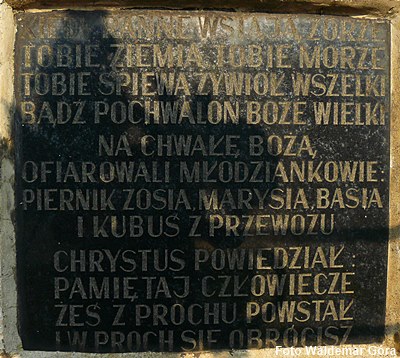 KIEDY RANNE WSTAJĄ ZORZE
TOBIE ZIEMIA, TOBIE MORZE
TOBIE ŚPIEWA ŻYWIOŁ WSZELKI
BĄDŹ POCHWALON BOŻE WIELKI
NA CHWAŁĘ BOŻĄ
OFIAROWALI MŁODZIANKOWIE:
PIERNIK ZOSIA, MARYSIA, BASIA
I KUBUŚ Z PRZEWOZU
CHRYSTUS POWIEDZIAŁ:
PAMIĘTAJ CZŁOWIECZE
ŻEŚ Z PROCHU POWSTAŁ
I W PROCH SIĘ OBRÓCISZ
Foto Waldemar Góra